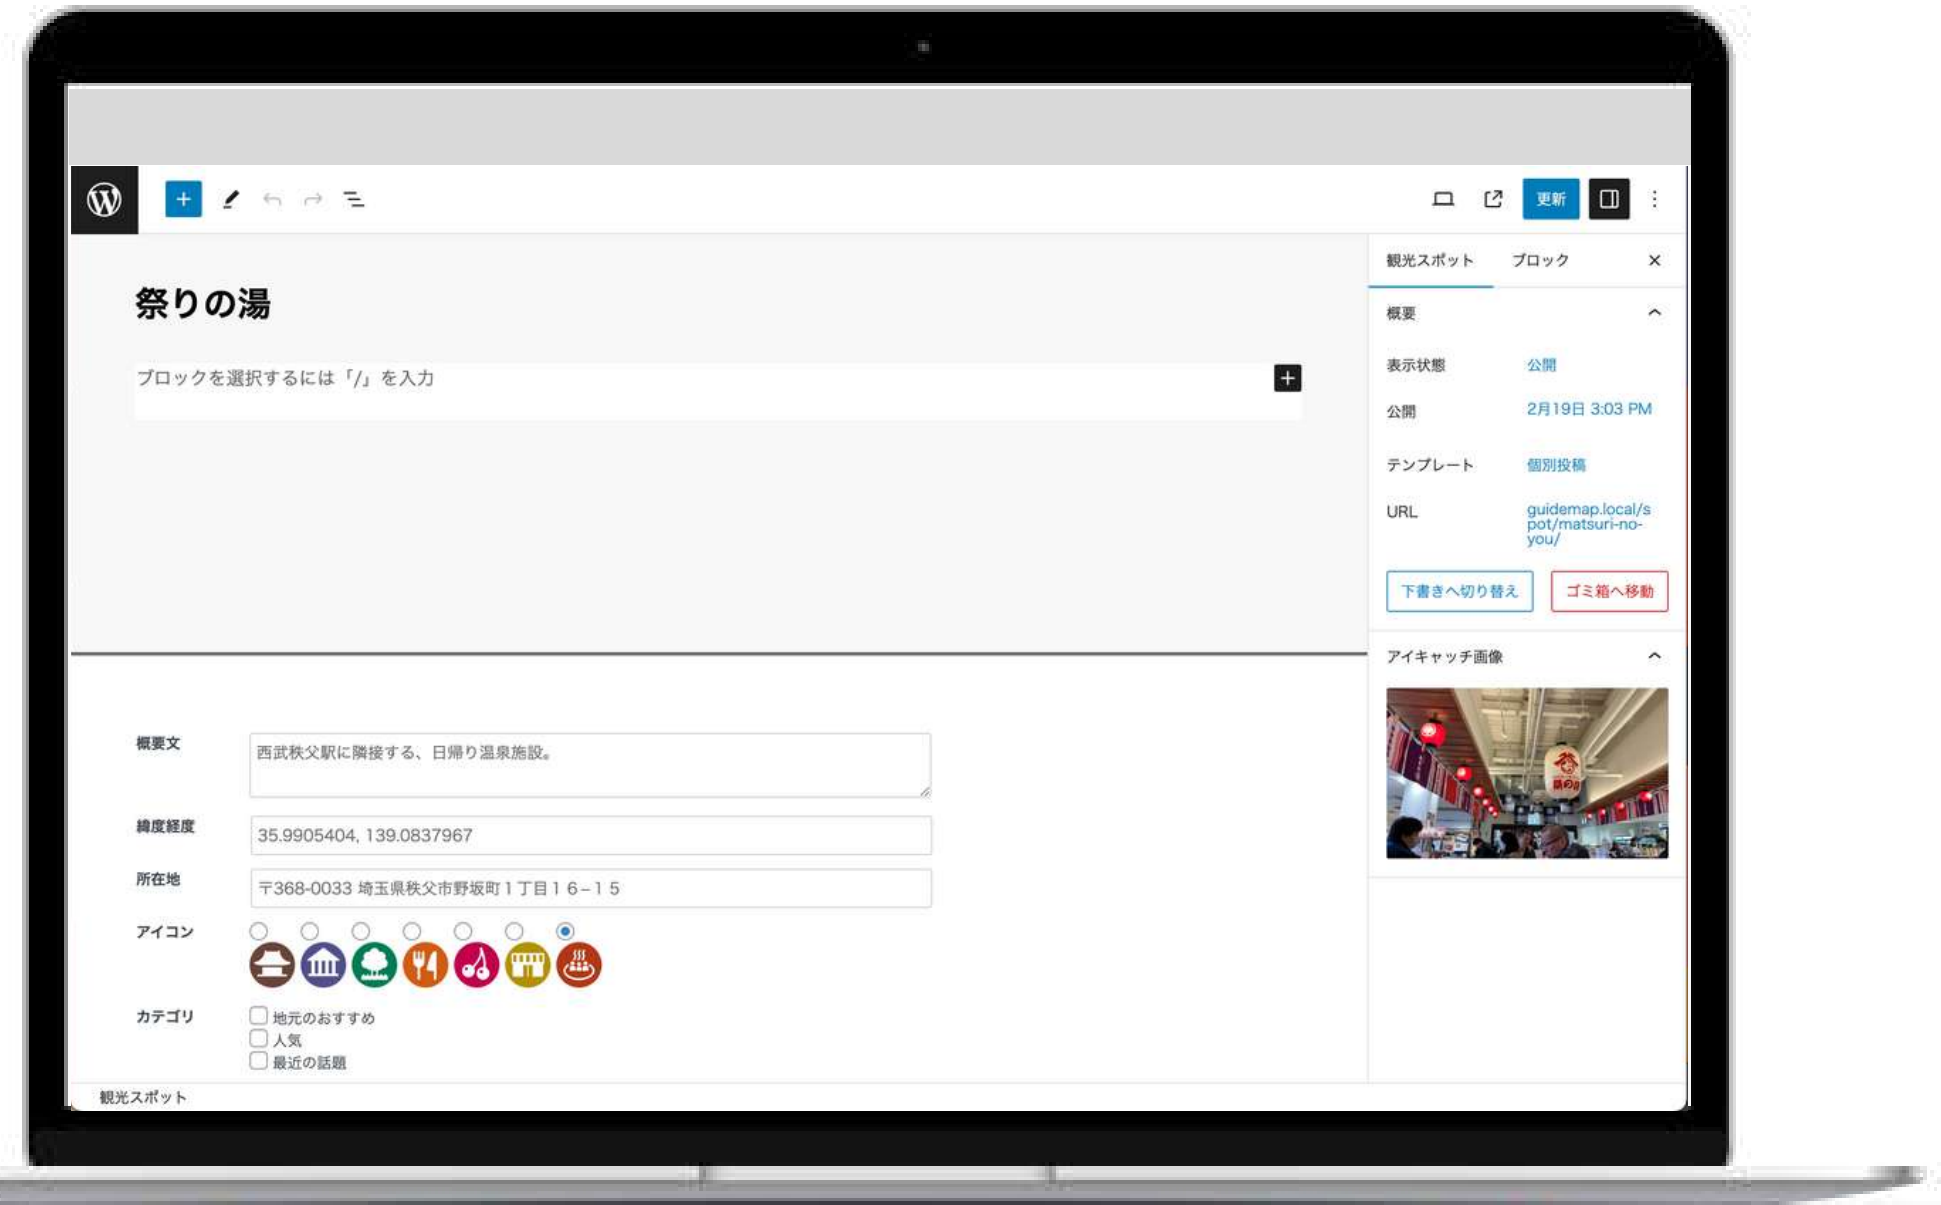 更新
観光スポット ブロック
祭りの湯
ブロックを選択するには「/」を入力
概要
表示状態 公開
公開 2月19日 3:03 PM
テンプレート 個別投稿
URL guidemap.local/s
pot/matsuri-no-
you/
下書きへ切り替え ゴミ箱へ移動
アイキャッチ画像
概要文 西武秩父駅に隣接する、日帰り温泉施設。
緯度経度 35.9905404, 139.0837967
所在地 〒368-0033 埼玉県秩父市野坂町1丁目16−15
アイコン
カテゴリ 地元のおすすめ
人気
最近の話題
観光スポット